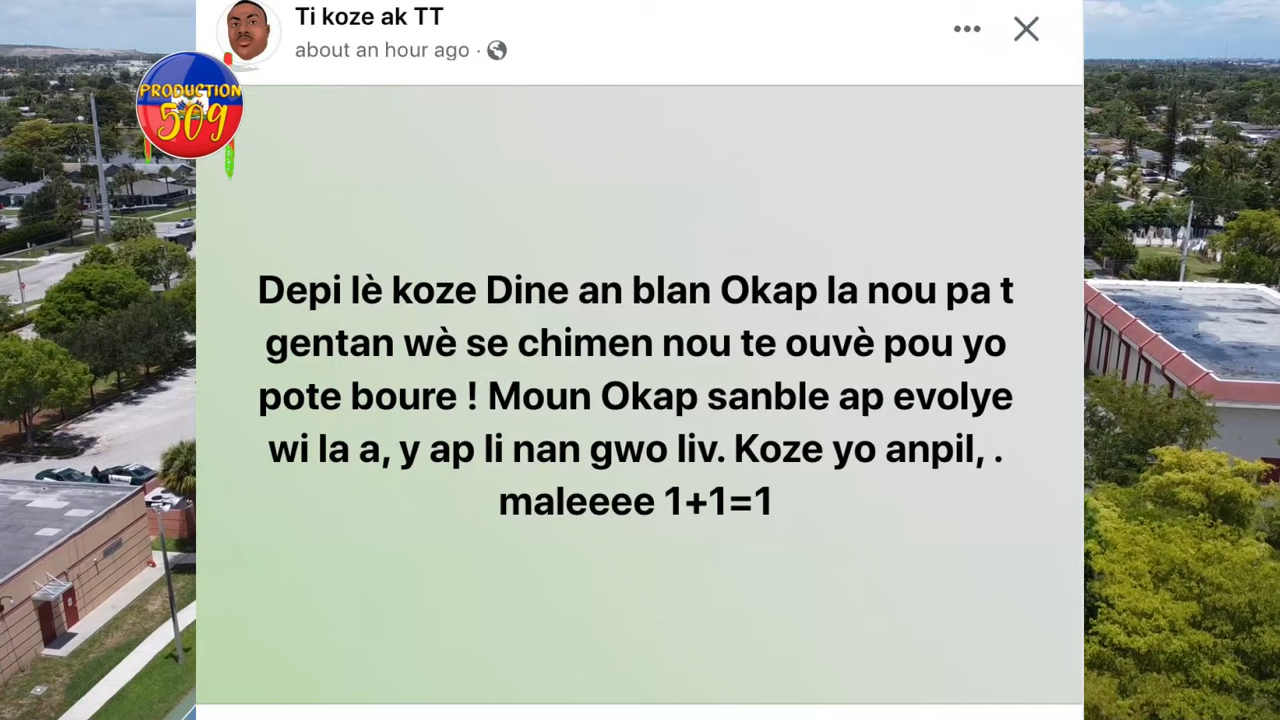 Ti koze ak TT
about an hour ago ·
PRODUCTION
509
Depi lè koze Dine an blan Okap la nou pa t
gentan wè se chimen nou te ouvè pou yo
pote boure ! Moun Okap sanble ap evolye
wi la a, y ap li nan gwo liv. Koze yo anpil, .
maleeee 1+1=1